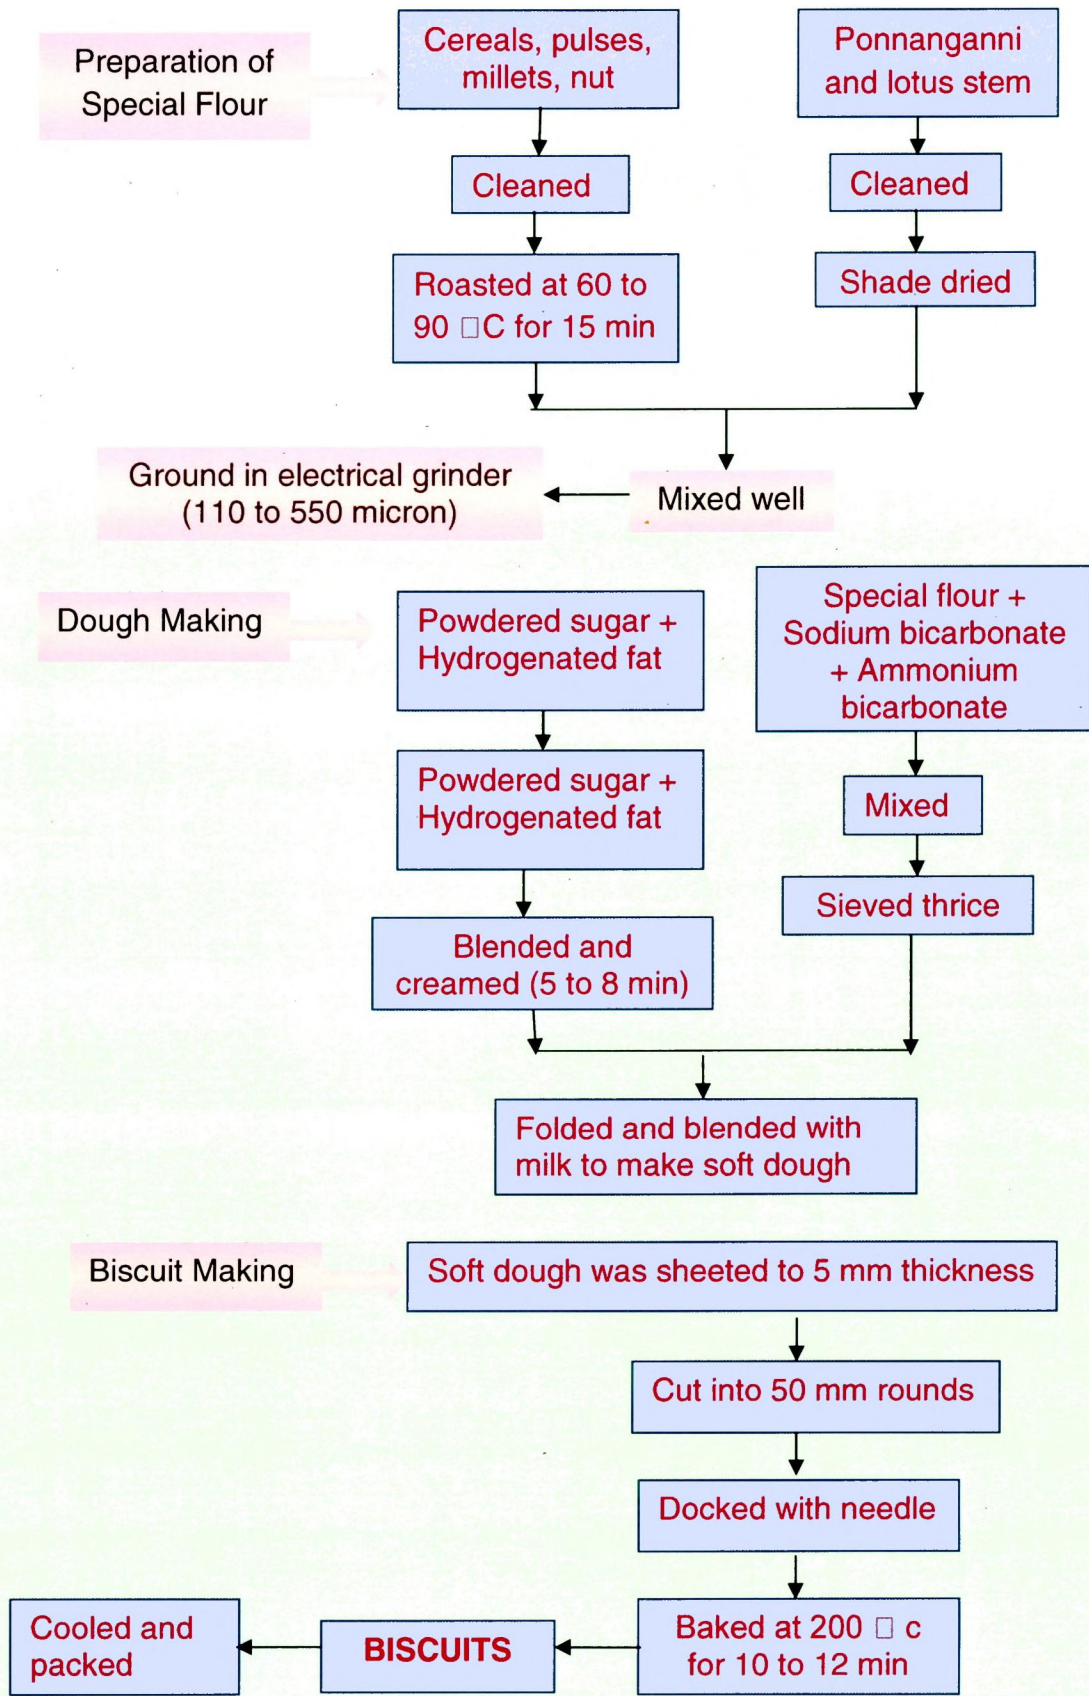 Preparation of
Special Flour
Cereals, pulses,
millets, nut
Ponnanganni
and lotus stem
Cleaned
Cleaned
Roasted at 60 to
90 □C for 15 min
Shade dried
Mixed well
Ground in electrical grinder
(110 to 550 micron)
Dough Making
Powdered sugar +
Hydrogenated fat
Special flour +
Sodium bicarbonate
+ Ammonium
bicarbonate
Powdered sugar +
Hydrogenated fat
Mixed
Sieved thrice
Blended and
creamed (5 to 8 min)
Folded and blended with
milk to make soft dough
Biscuit Making
Soft dough was sheeted to 5 mm thickness
Cut into 50 mm rounds
Docked with needle
Baked at 200 □ c
for 10 to 12 min
BISCUITS
Cooled and
packed